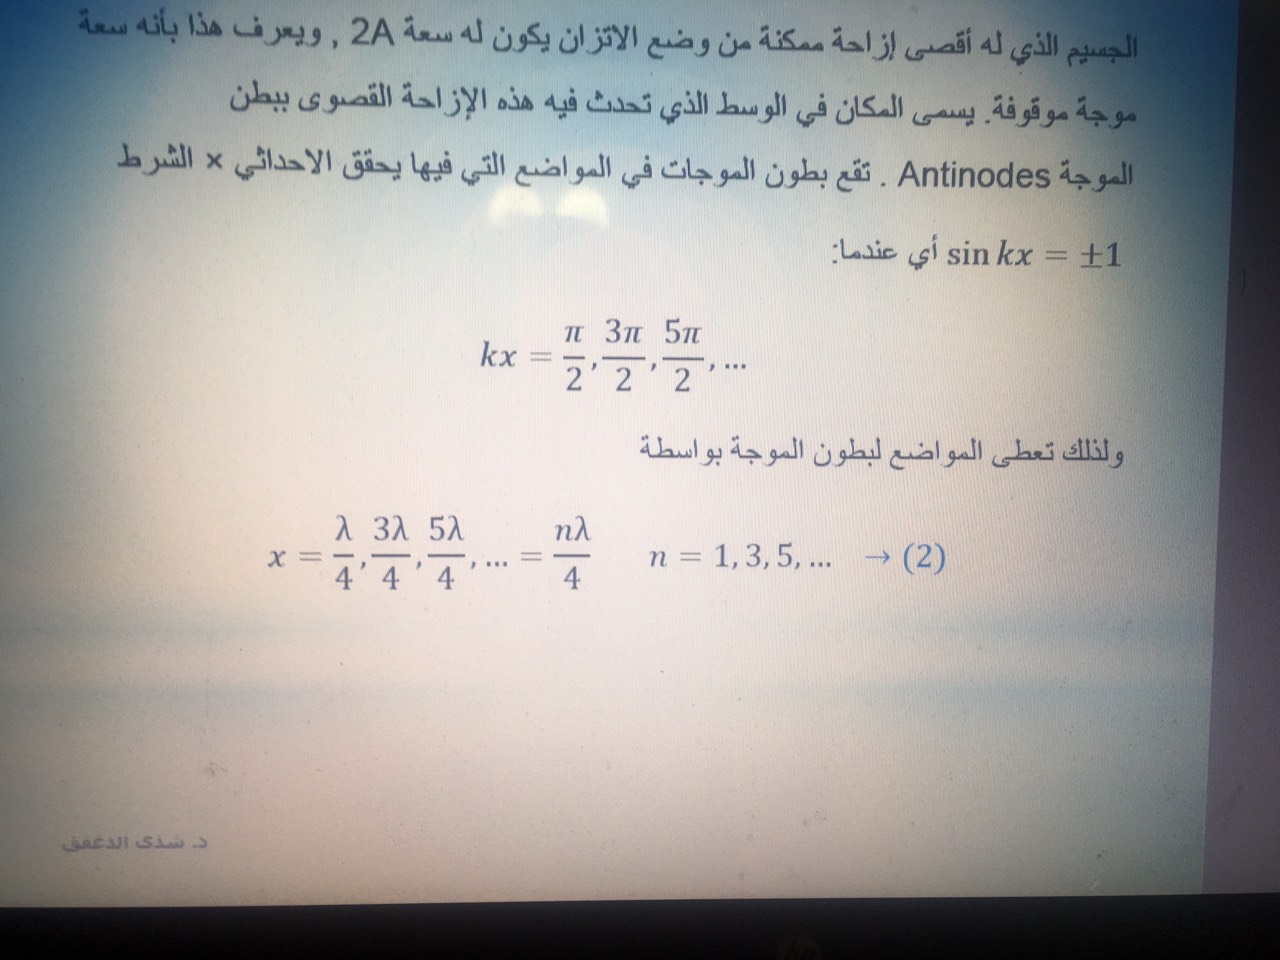 الجسيم الذي له أقصى إزاحة ممكنة من وضع الاتزان يكون له سعة 2A , ويعرف هذا بأنه سعة
موجة موقوفة. يسمى المكان في الوسط الذي تحدث فيه هذه الإزاحة القصوى ببطن
الموجة Antinodes . تقع بطون الموجات في المواضع التي فيها يحقق الاحداثي x الشرط
sin kx = ±1 أي عندما:
kx = π/2, 3π/2, 5π/2, ...
ولذلك تعطى المواضع لبطون الموجة بواسطة
x = λ/4, 3λ/4, 5λ/4, ... = nλ/4 n = 1, 3, 5, ... → (2)
د. شذى الدغفق